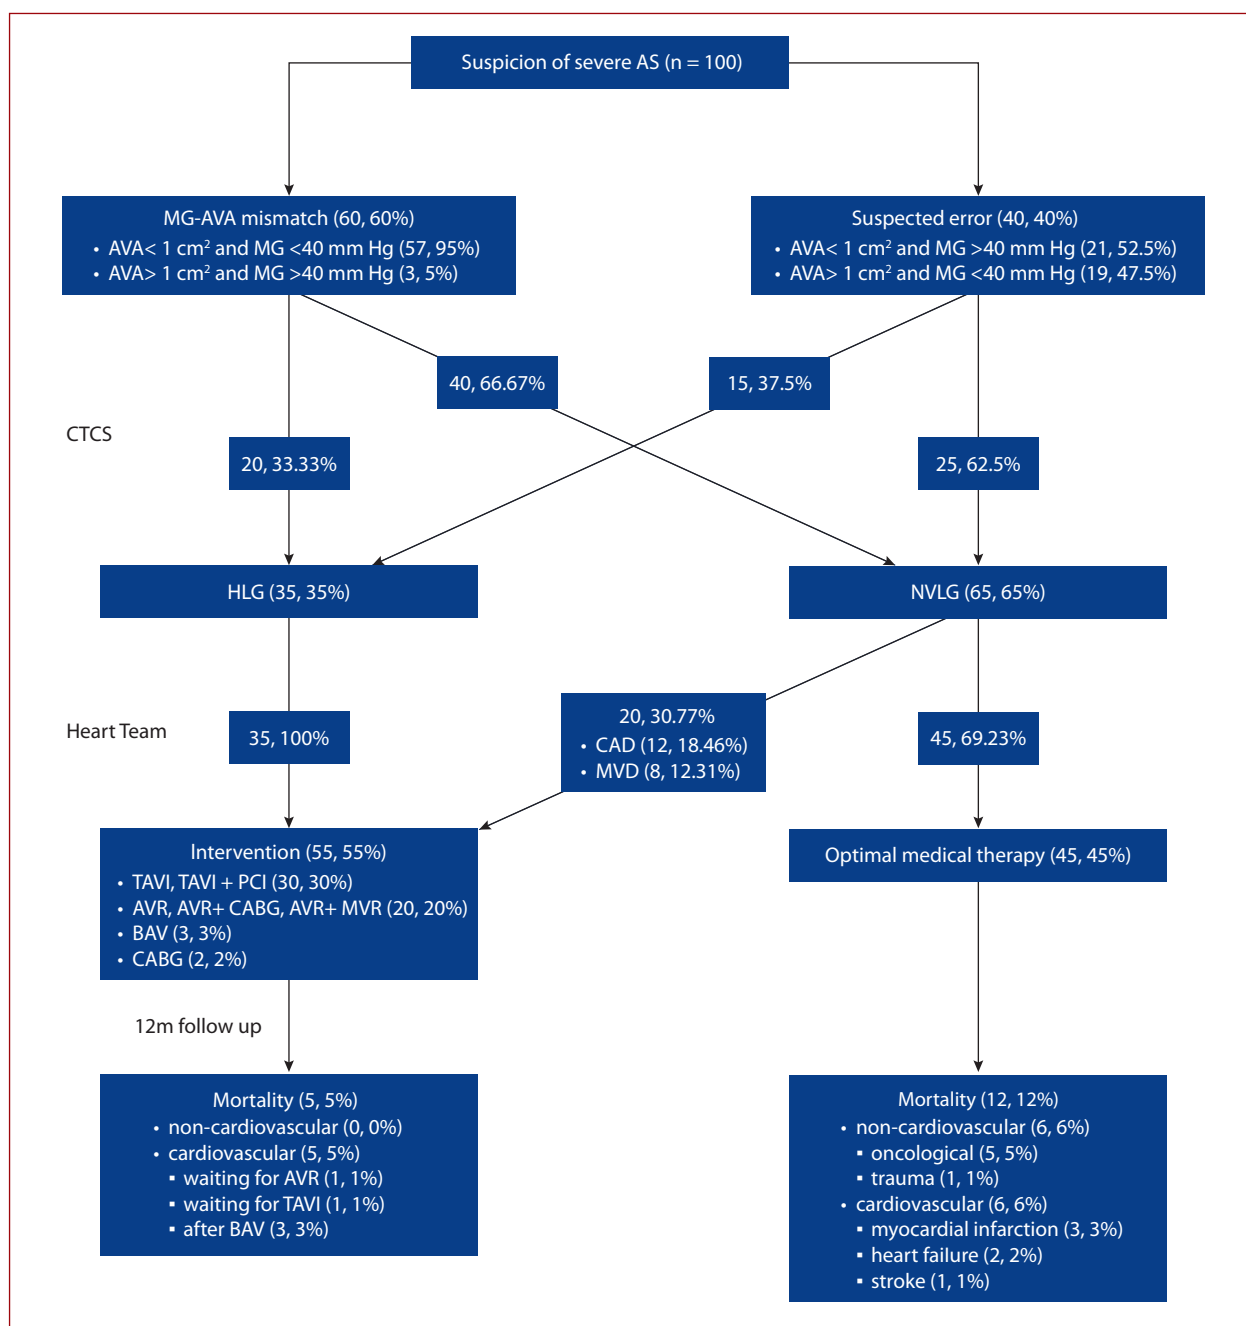 Suspicion of severe AS (n = 100)
MG-AVA mismatch (60, 60%)
• AVA< 1 cm² and MG <40 mm Hg (57, 95%)
• AVA> 1 cm² and MG >40 mm Hg (3, 5%)
Suspected error (40, 40%)
• AVA< 1 cm² and MG >40 mm Hg (21, 52.5%)
• AVA> 1 cm² and MG <40 mm Hg (19, 47.5%)
40, 66.67%
15, 37.5%
CTCS
20, 33.33%
25, 62.5%
HLG (35, 35%)
NVLG (65, 65%)
Heart Team
35, 100%
20, 30.77%
• CAD (12, 18.46%)
• MVD (8, 12.31%)
45, 69.23%
Intervention (55, 55%)
• TAVI, TAVI + PCI (30, 30%)
• AVR, AVR+ CABG, AVR+ MVR (20, 20%)
• BAV (3, 3%)
• CABG (2, 2%)
Optimal medical therapy (45, 45%)
12m follow up
Mortality (5, 5%)
• non-cardiovascular (0, 0%)
• cardiovascular (5, 5%)
▪ waiting for AVR (1, 1%)
▪ waiting for TAVI (1, 1%)
▪ after BAV (3, 3%)
Mortality (12, 12%)
• non-cardiovascular (6, 6%)
▪ oncological (5, 5%)
▪ trauma (1, 1%)
• cardiovascular (6, 6%)
▪ myocardial infarction (3, 3%)
▪ heart failure (2, 2%)
▪ stroke (1, 1%)